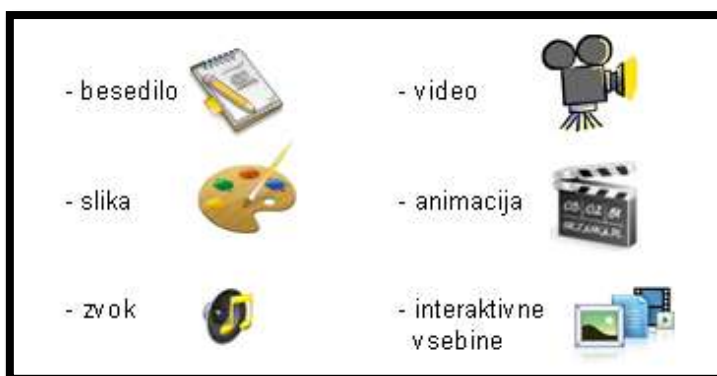 - besedilo
- video
- slika
- animacija
- zvok
- interaktivne
vsebine